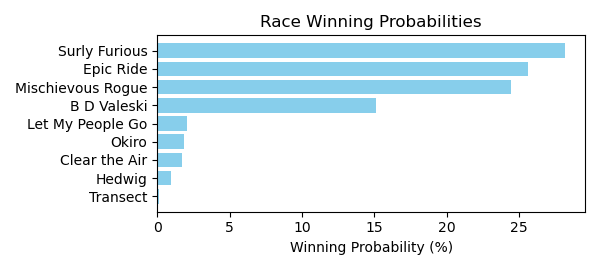 Race Winning Probabilities
Surly Furious
Epic Ride
Mischievous Rogue
B D Valeski
Let My People Go
Okiro
Clear the Air
Hedwig
Transect
0 5 10 15 20 25
Winning Probability (%)